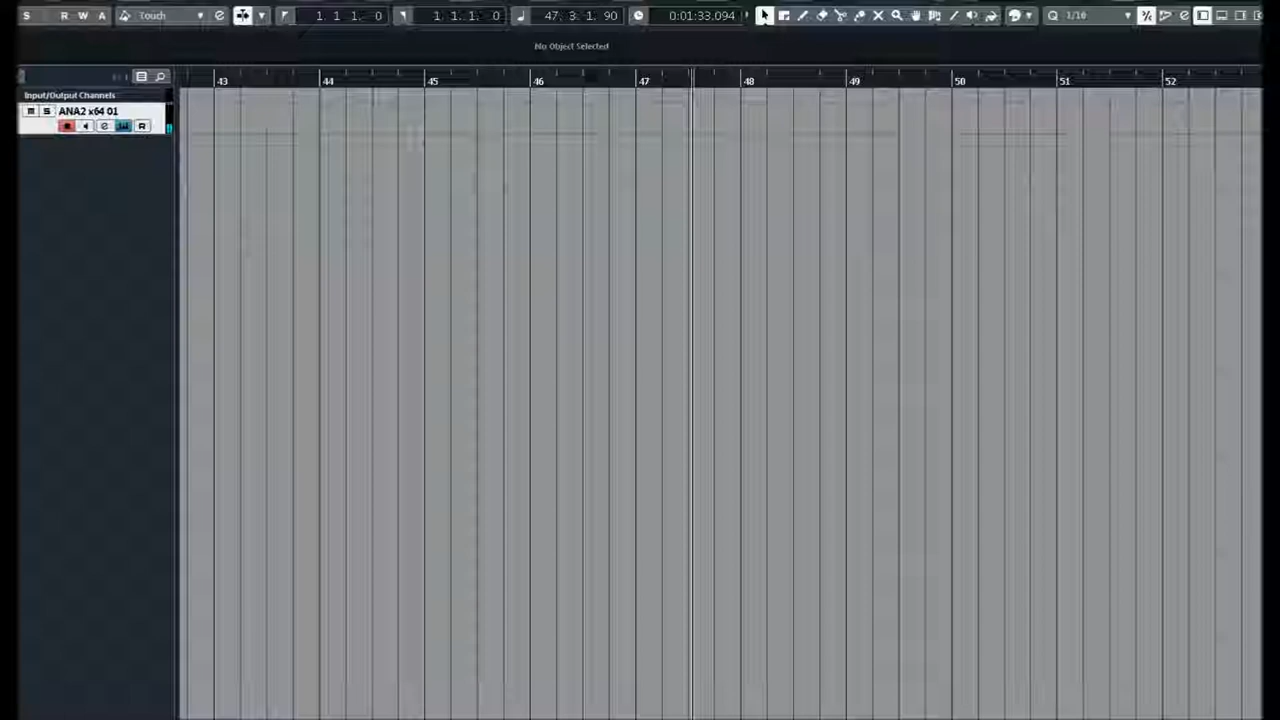 S R W A Touch 1. 1. 1. 0 1. 1. 1. 0 47. 3. 1. 90 0:01:33.094 Q 1/16
No Object Selected
43 44 45 46 47 48 49 50 51 52
Input/Output Channels
m S ANA2 x64 01
e R